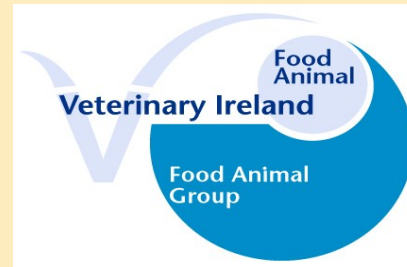 Food
Animal
Veterinary Ireland
Food Animal
Group